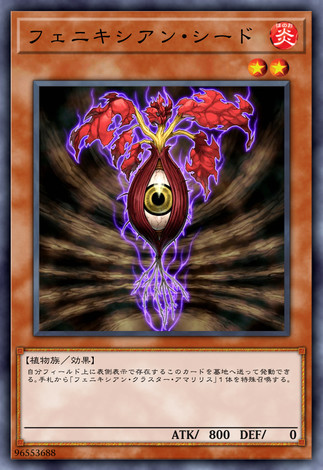 フェニキシアン・シード
炎
【植物族／効果】
自分フィールド上に表側表示で存在するこのカードを墓地へ送って発動でき
る。手札から「フェニキシアン・クラスター・アマリリス」１体を特殊召喚する。
ATK/ 800 DEF/ 0
96553688